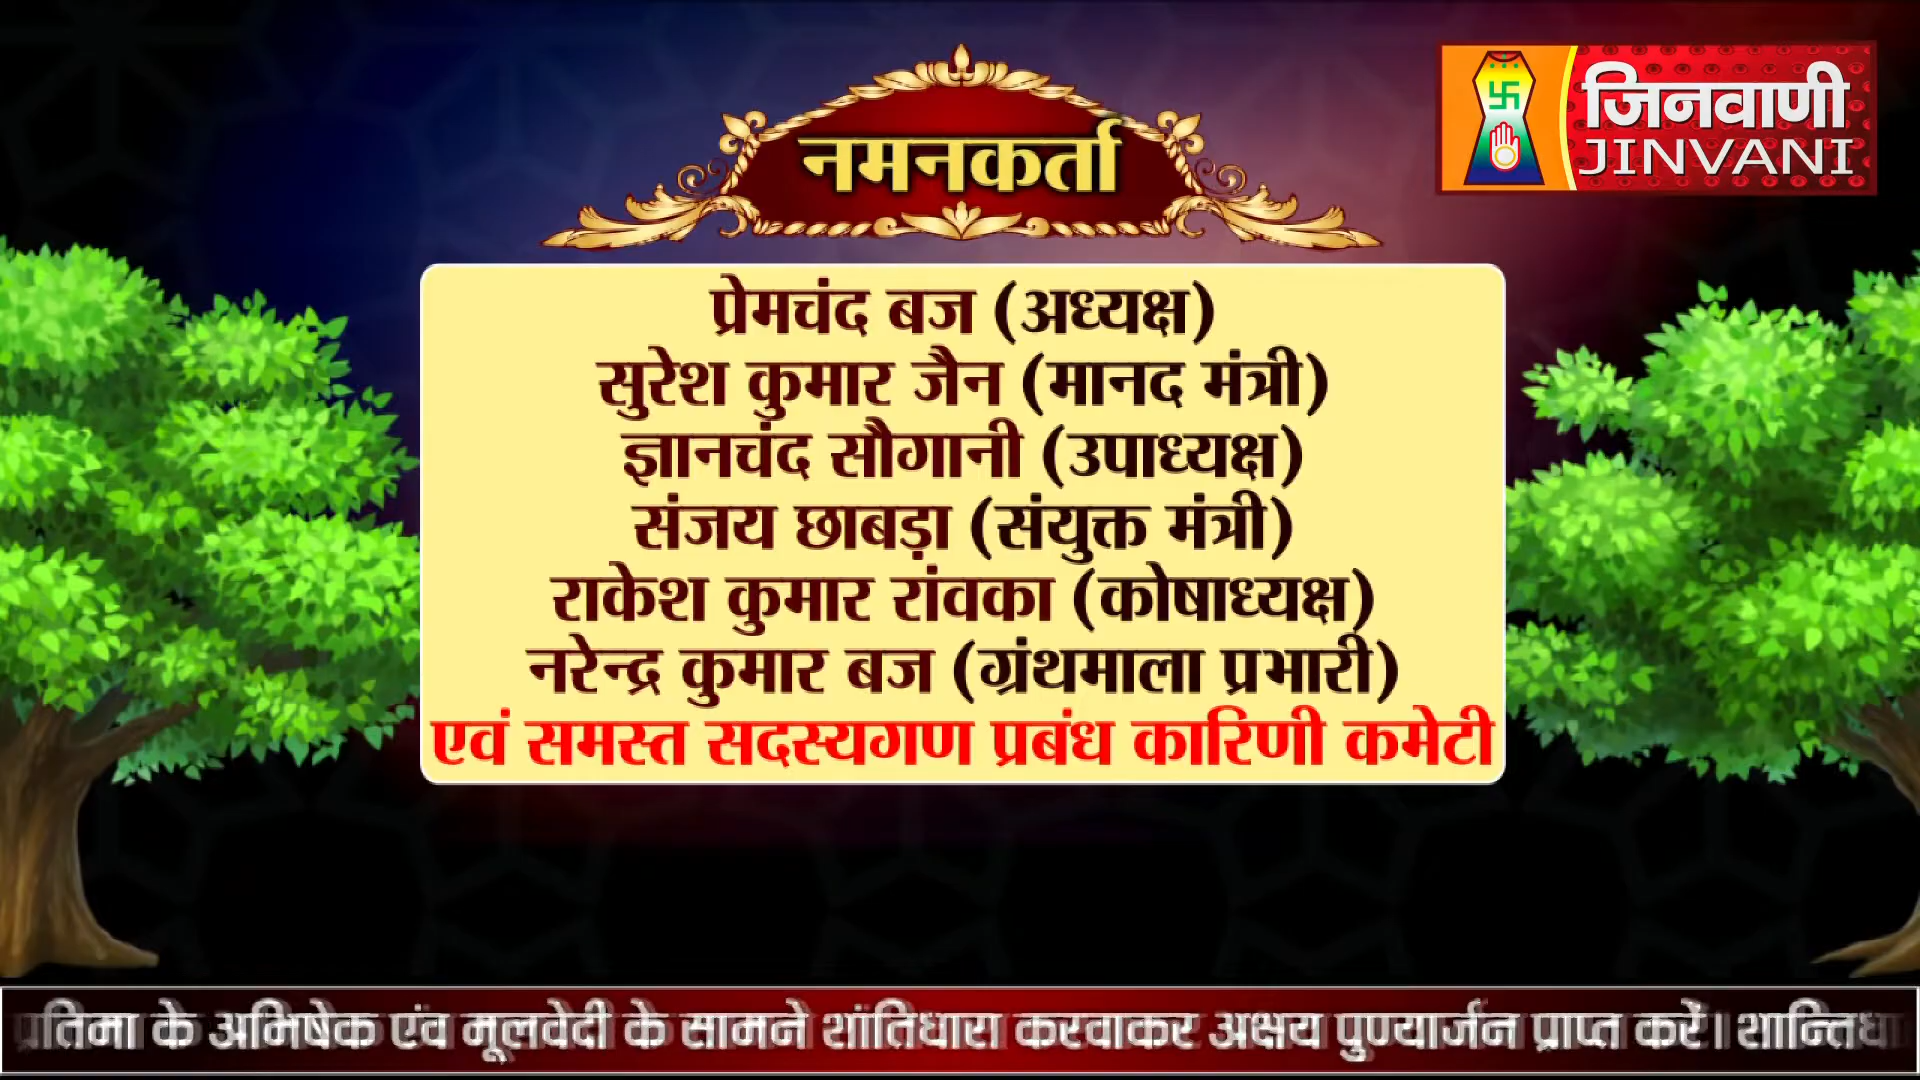 नमनकर्ता
जिनवाणी
JINVANI
प्रेमचंद बज (अध्यक्ष)
सुरेश कुमार जैन (मानद मंत्री)
ज्ञानचंद सौगानी (उपाध्यक्ष)
संजय छाबड़ा (संयुक्त मंत्री)
राकेश कुमार रांवका (कोषाध्यक्ष)
नरेन्द्र कुमार बज (ग्रंथमाला प्रभारी)
एवं समस्त सदस्यगण प्रबंध कारिणी कमेटी
प्रतिमा के अभिषेक एंव मूलवेदी के सामने शांतिधारा करवाकर अक्षय पुण्यार्जन प्राप्त करें। शान्तिधा